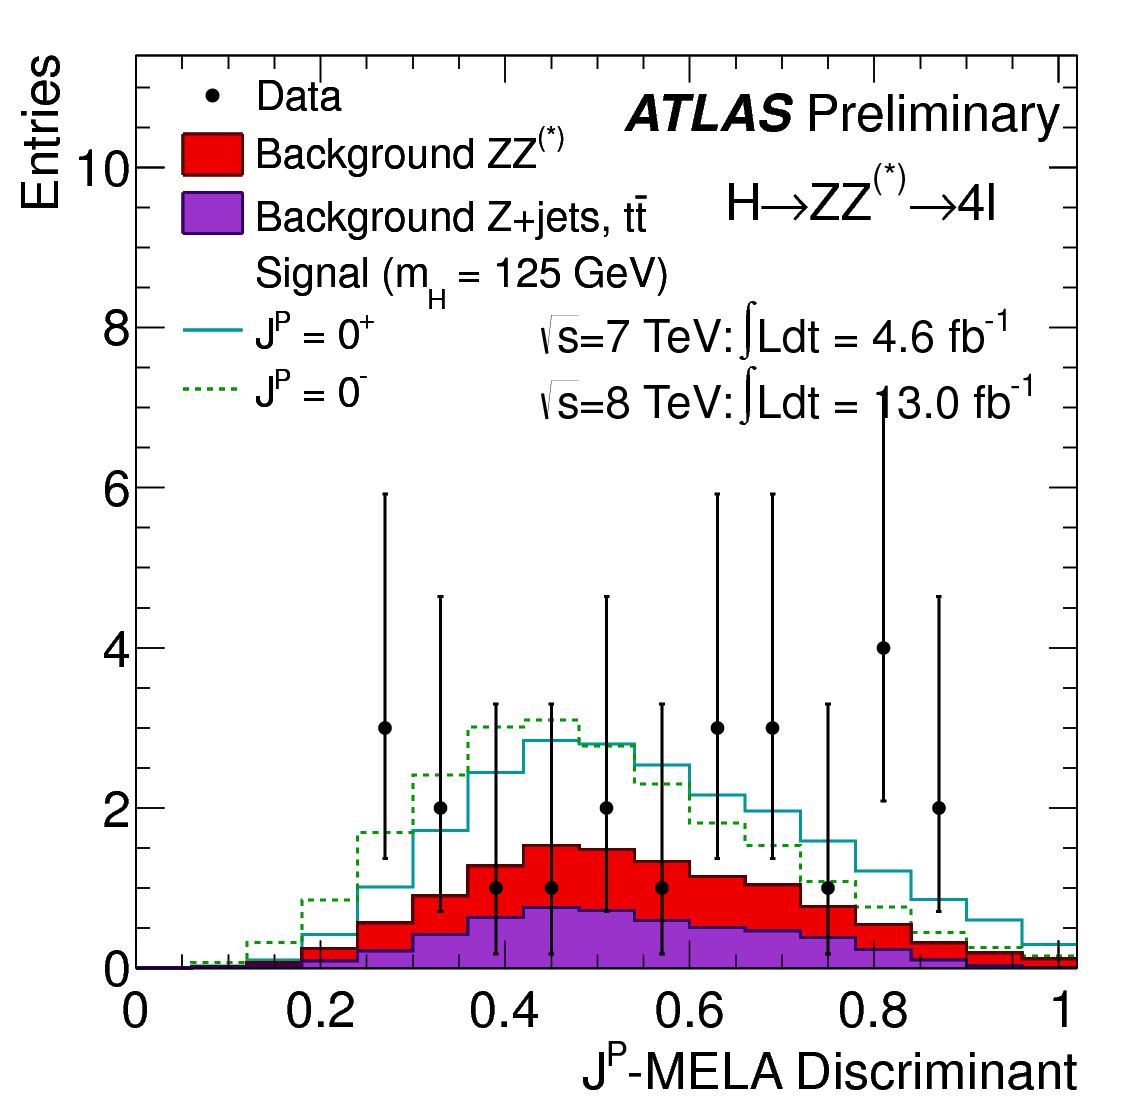 Entries
Data
ATLAS Preliminary
Background ZZ(*)
Background Z+jets, tt̄
H→ZZ(*)→4l
Signal (mH = 125 GeV)
JP = 0+
√s=7 TeV:∫Ldt = 4.6 fb-1
JP = 0-
√s=8 TeV:∫Ldt = 13.0 fb-1
10
8
6
4
2
0
0 0.2 0.4 0.6 0.8 1
JP-MELA Discriminant